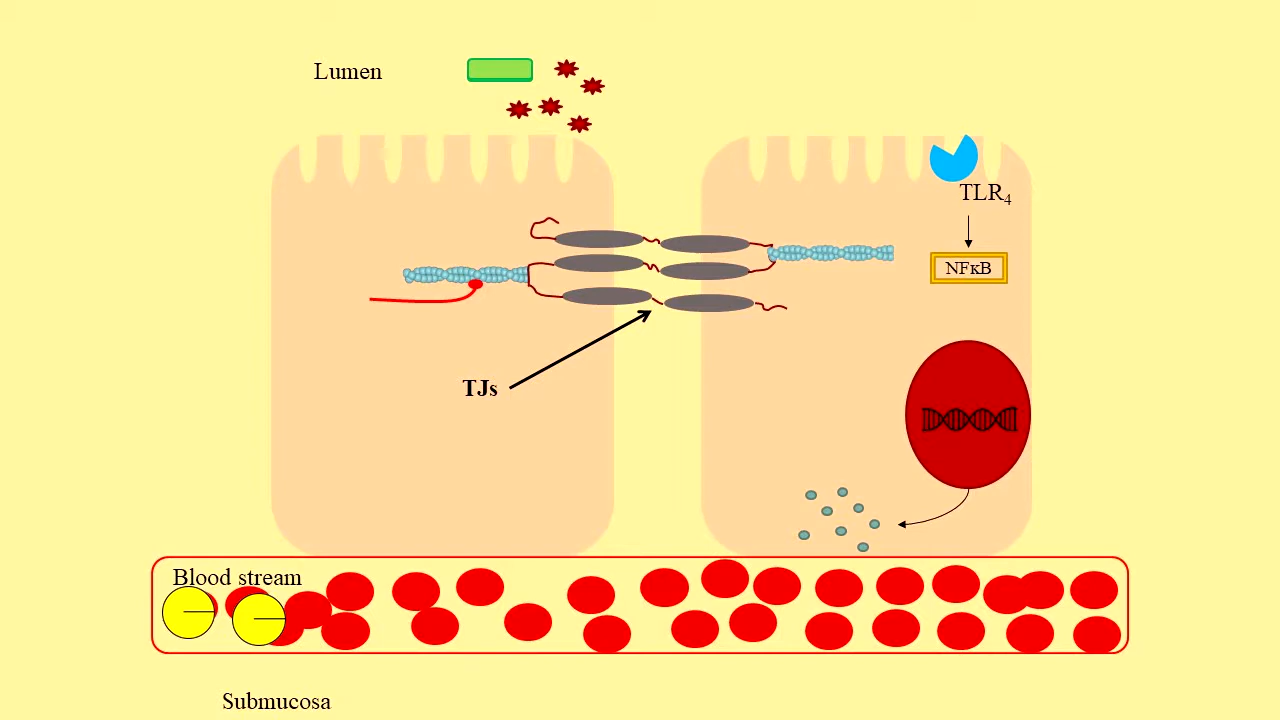 Lumen
TLR₄
NFκB
TJs
Blood stream
Submucosa